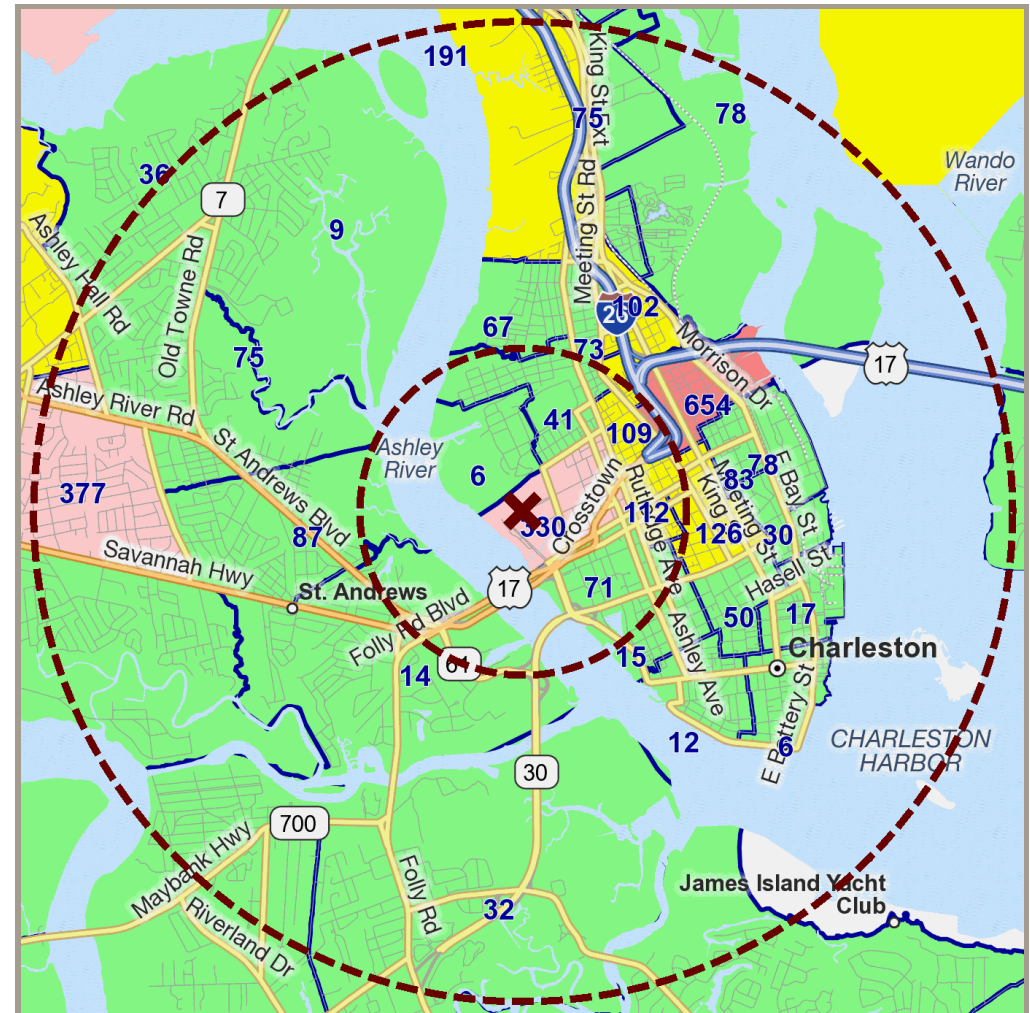 191
King St Ext
75
78
Wando
River
36
7
9
Ashley Hall Rd
Old Towne Rd
Meeting St Rd
26
102
67
73
Morrison Dr
17
75
Ashley River Rd
654
41
109
St Andrews Blvd
Ashley
River
6
Crosstown
377
330
Rutledge Ave
112
King St
Meeting St
83
78
E Bay St
126
30
87
Savannah Hwy
St. Andrews
17
71
Hasell St
Folly Rd Blvd
50
17
Charleston
15
61
14
Ashley Ave
12
6
E Battery St
CHARLESTON
HARBOR
30
700
Maybank Hwy
Folly Rd
James Island Yacht
Club
32
Riverland Dr